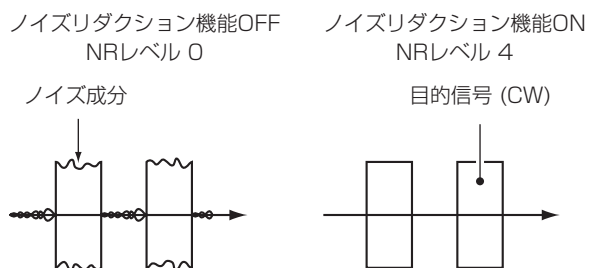 ノイズリダクション機能OFF
NRレベル 0
ノイズ成分
ノイズリダクション機能ON
NRレベル 4
目的信号 (CW)